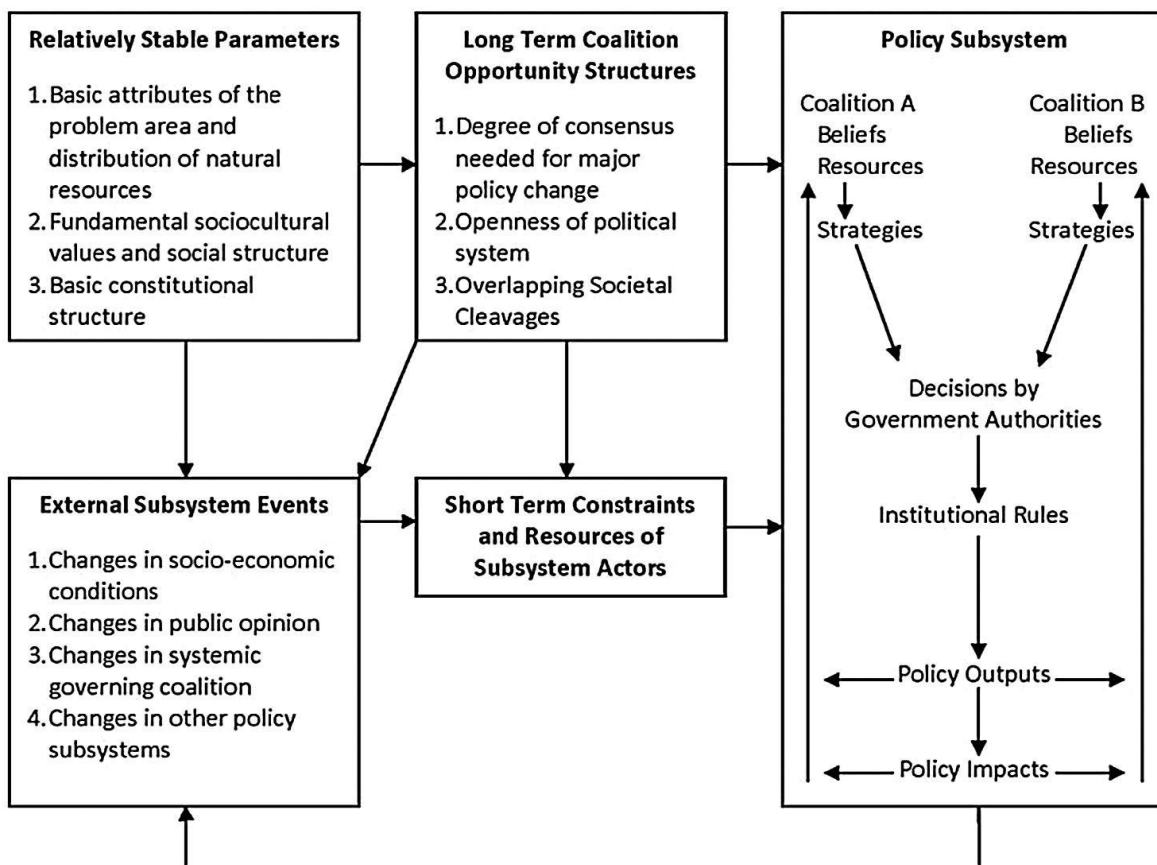 Relatively Stable Parameters
1. Basic attributes of the
problem area and
distribution of natural
resources
2. Fundamental sociocultural
values and social structure
3. Basic constitutional
structure
Long Term Coalition
Opportunity Structures
1. Degree of consensus
needed for major
policy change
2. Openness of political
system
3. Overlapping Societal
Cleavages
Policy Subsystem
Coalition A
Beliefs
Resources
Strategies
Coalition B
Beliefs
Resources
Strategies
Decisions by
Government Authorities
Institutional Rules
Policy Outputs
Policy Impacts
External Subsystem Events
1. Changes in socio-economic
conditions
2. Changes in public opinion
3. Changes in systemic
governing coalition
4. Changes in other policy
subsystems
Short Term Constraints
and Resources of
Subsystem Actors